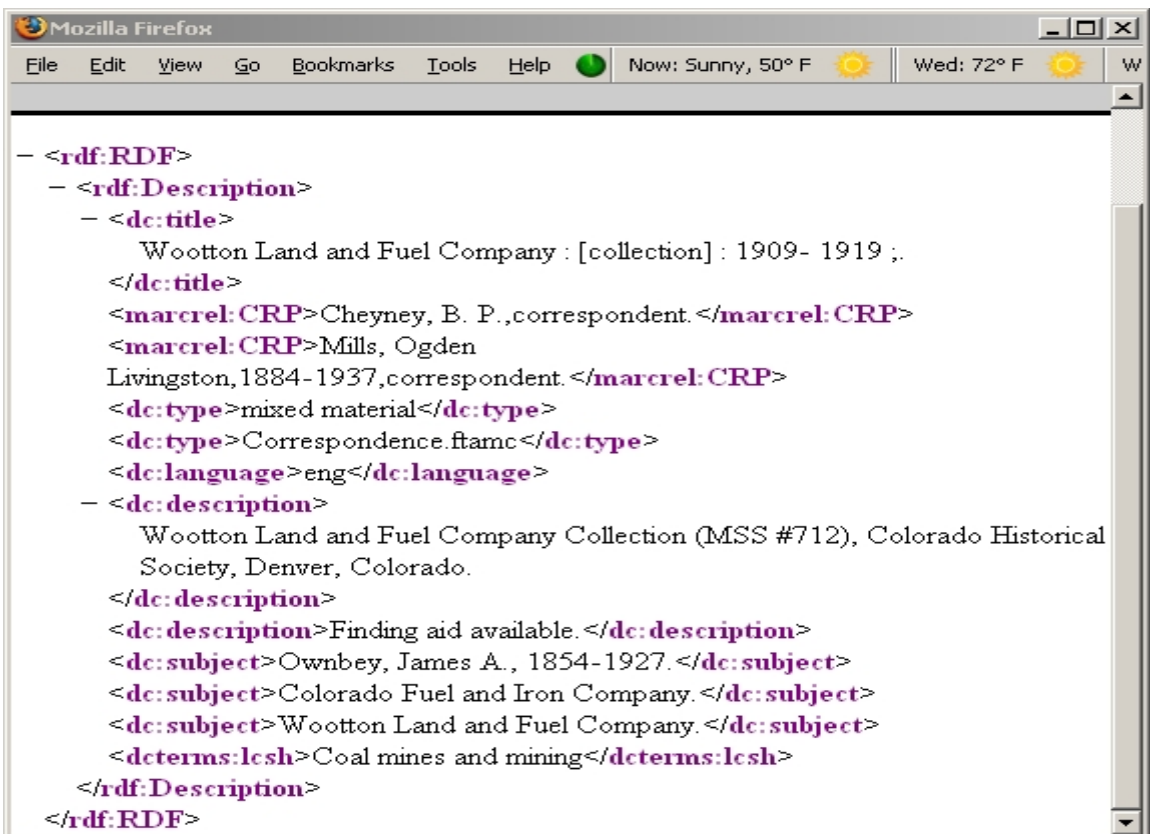 Mozilla Firefox
File Edit View Go Bookmarks Tools Help Now: Sunny, 50° F Wed: 72° F W
− <rdf:RDF>
− <rdf:Description>
− <dc:title>
Wootton Land and Fuel Company : [collection] : 1909- 1919 ;.
</dc:title>
<marcrel:CRP>Cheyney, B. P.,correspondent.</marcrel:CRP>
<marcrel:CRP>Mills, Ogden
Livingston,1884-1937,correspondent.</marcrel:CRP>
<dc:type>mixed material</dc:type>
<dc:type>Correspondence.ftamc</dc:type>
<dc:language>eng</dc:language>
− <dc:description>
Wootton Land and Fuel Company Collection (MSS #712), Colorado Historical
Society, Denver, Colorado.
</dc:description>
<dc:description>Finding aid available.</dc:description>
<dc:subject>Ownbey, James A., 1854-1927.</dc:subject>
<dc:subject>Colorado Fuel and Iron Company.</dc:subject>
<dc:subject>Wootton Land and Fuel Company.</dc:subject>
<dcterms:lcsh>Coal mines and mining</dcterms:lcsh>
</rdf:Description>
</rdf:RDF>